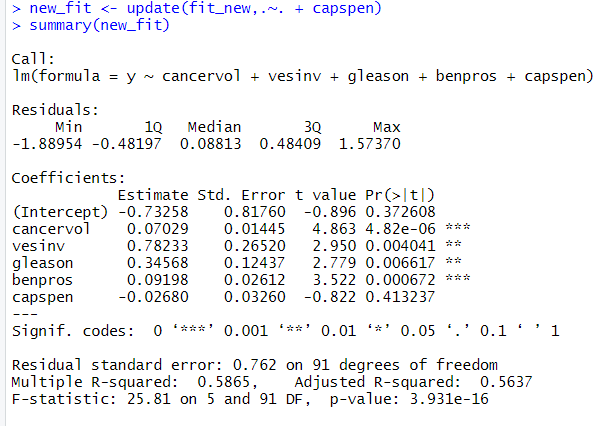 > new_fit <- update(fit_new,.~. + capspen)
> summary(new_fit)
Call:
lm(formula = y ~ cancervol + vesinv + gleason + benpros + capspen)
Residuals:
     Min       1Q   Median       3Q      Max
-1.88954 -0.48197  0.08813  0.48409  1.57370
Coefficients:
            Estimate Std. Error t value Pr(>|t|)
(Intercept) -0.73258    0.81760  -0.896 0.372608
cancervol    0.07029    0.01445   4.863 4.82e-06 ***
vesinv       0.78233    0.26520   2.950 0.004041 **
gleason      0.34568    0.12437   2.779 0.006617 **
benpros      0.09198    0.02612   3.522 0.000672 ***
capspen     -0.02680    0.03260  -0.822 0.413237
---
Signif. codes:  0 ‘***’ 0.001 ‘**’ 0.01 ‘*’ 0.05 ‘.’ 0.1 ‘ ’ 1
Residual standard error: 0.762 on 91 degrees of freedom
Multiple R-squared:  0.5865,    Adjusted R-squared:  0.5637
F-statistic: 25.81 on 5 and 91 DF,  p-value: 3.931e-16